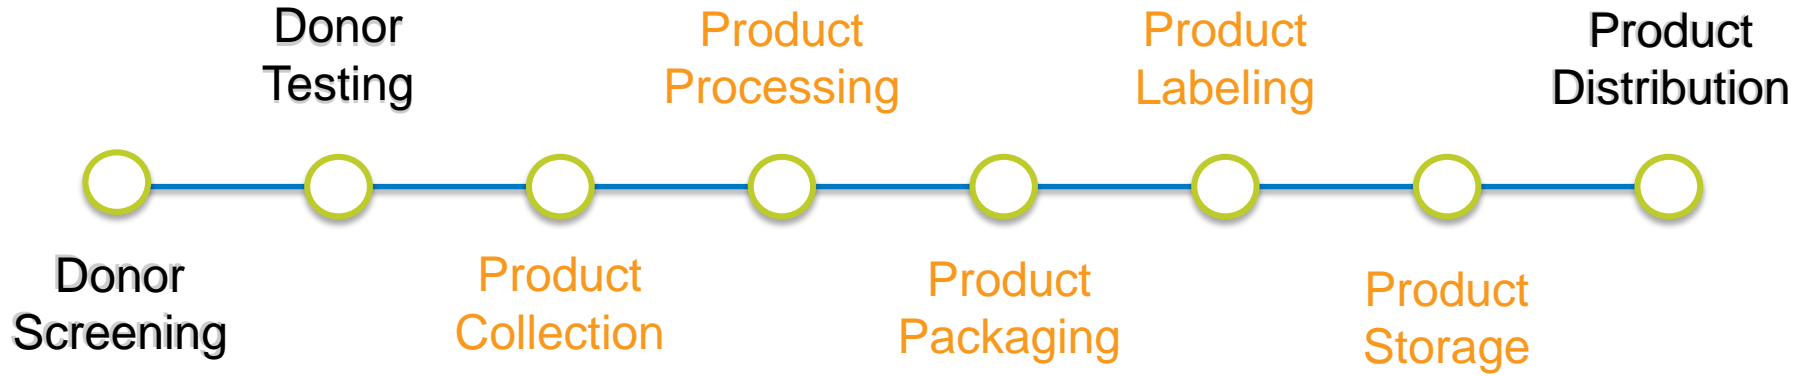 Donor
Testing
Product
Processing
Product
Labeling
Product
Distribution
Donor
Screening
Product
Collection
Product
Packaging
Product
Storage